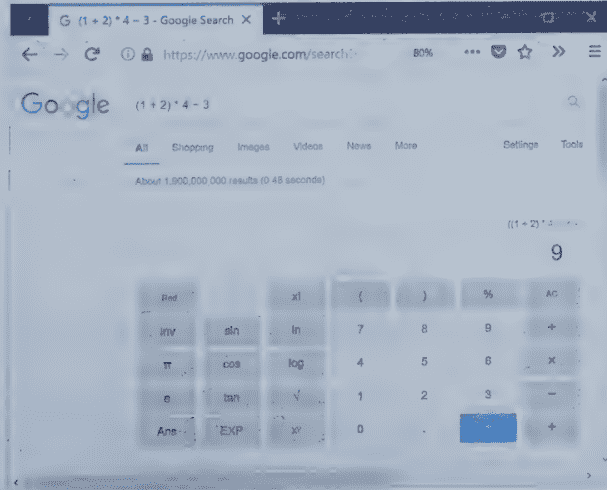 G (1 + 2) * 4 − 3 - Google Search × +
https://www.google.com/search 80%
Google (1 + 2) * 4 − 3
All Shopping Images Videos News More Settings Tools
About 1,900,000,000 results (0.48 seconds)
((1 + 2) *
9
Rad x! ( ) % AC
Inv sin ln 7 8 9 ÷
π cos log 4 5 6 ×
e tan √ 1 2 3 −
Ans EXP xʸ 0 . +